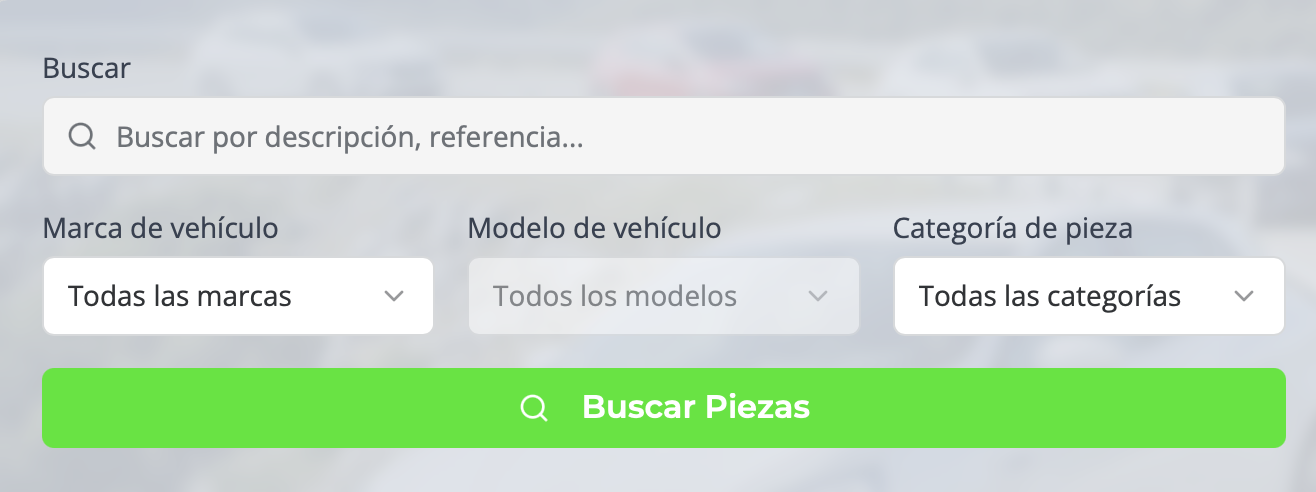 Buscar
Buscar por descripción, referencia...
Marca de vehículo
Modelo de vehículo
Categoría de pieza
Todas las marcas
Todos los modelos
Todas las categorías
Buscar Piezas